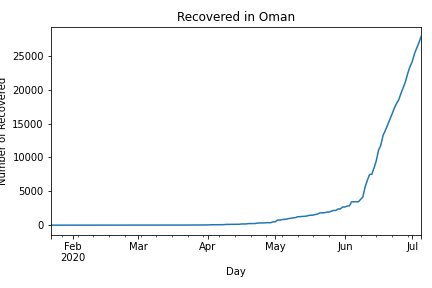 Recovered in Oman
Number of Recovered
25000
20000
15000
10000
5000
0
Feb
2020
Mar
Apr
May
Jun
Jul
Day